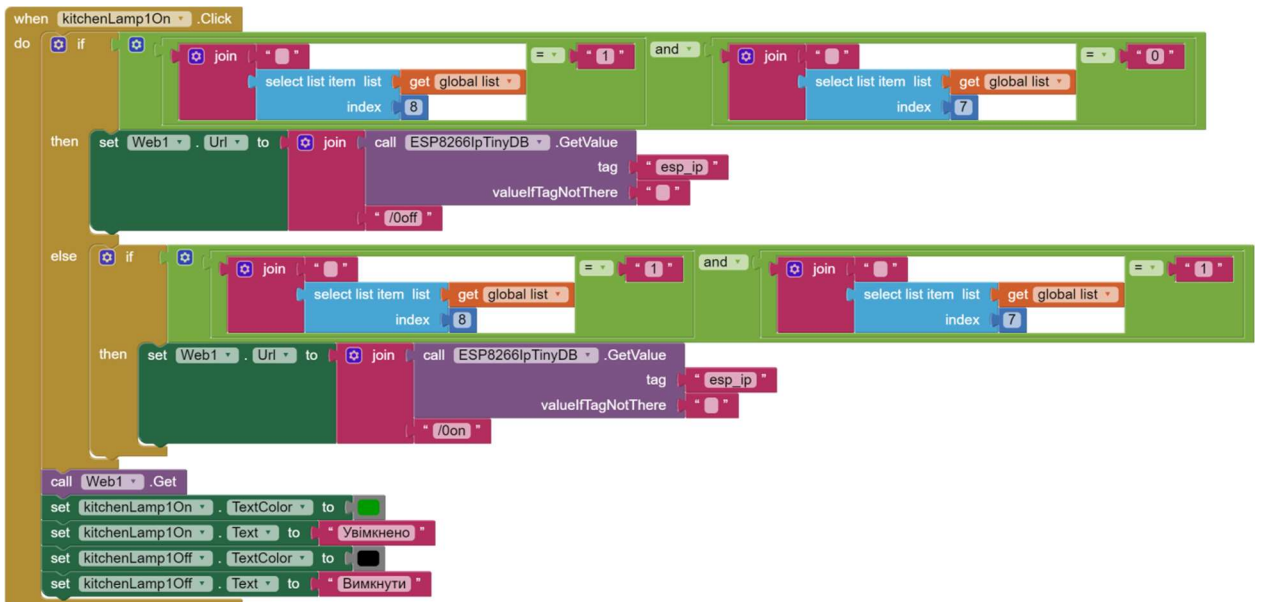 when kitchenLamp1On .Click
do if join " " = " 1 " and join " " = " 0 "
select list item list get global list select list item list get global list
index 8 index 7
then set Web1 . Url to join call ESP8266IpTinyDB .GetValue
tag " esp_ip "
valueIfTagNotThere " "
" /0off "
else if join " " = " 1 " and join " " = " 1 "
select list item list get global list select list item list get global list
index 8 index 7
then set Web1 . Url to join call ESP8266IpTinyDB .GetValue
tag " esp_ip "
valueIfTagNotThere " "
" /0on "
call Web1 .Get
set kitchenLamp1On . TextColor to
set kitchenLamp1On . Text to " Увімкнено "
set kitchenLamp1Off . TextColor to
set kitchenLamp1Off . Text to " Вимкнути "